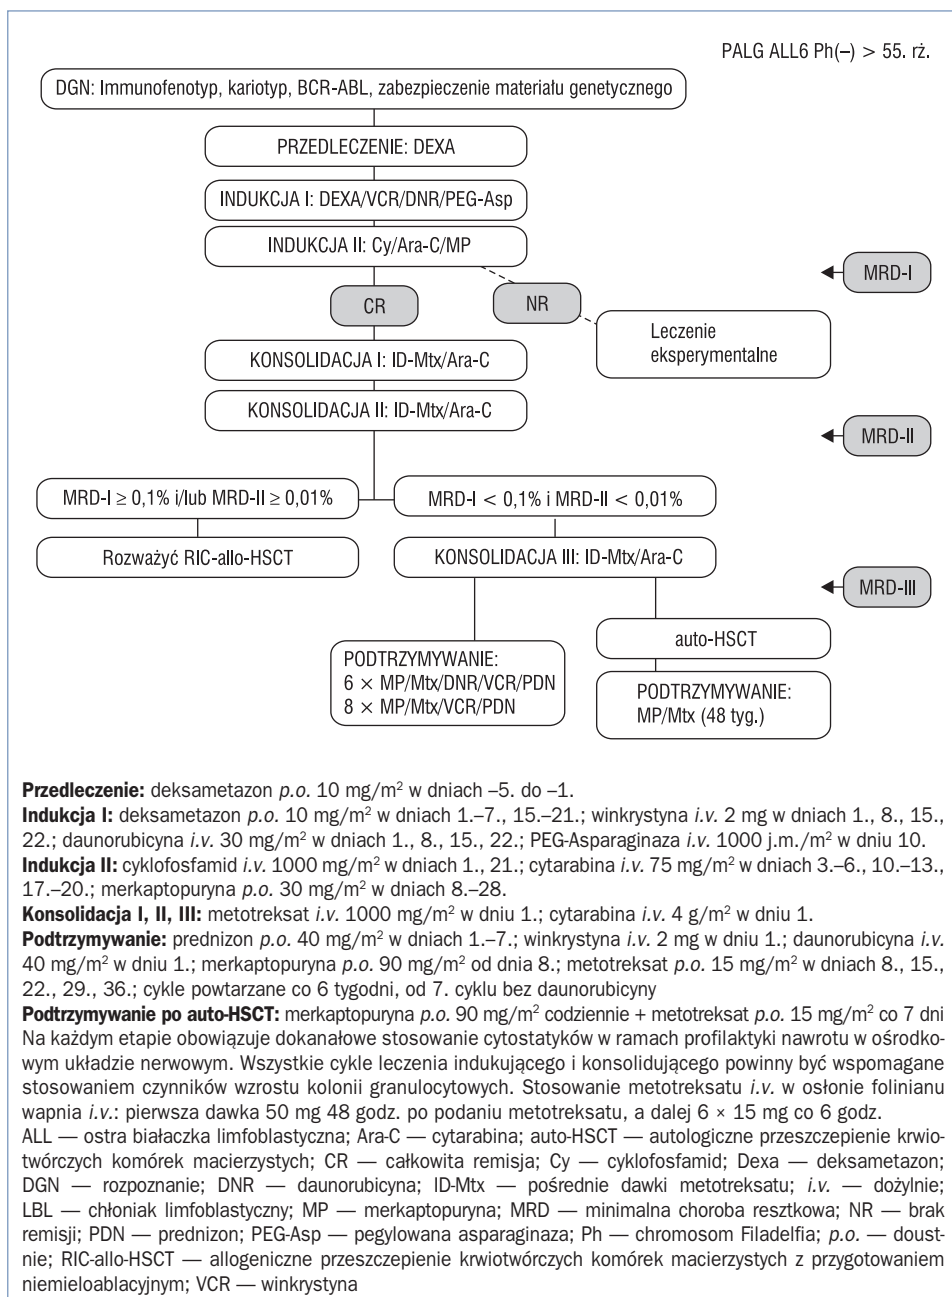 PALG ALL6 Ph(–) > 55. rż.
DGN: Immunofenotyp, kariotyp, BCR-ABL, zabezpieczenie materiału genetycznego
PRZEDLECZENIE: DEXA
INDUKCJA I: DEXA/VCR/DNR/PEG-Asp
INDUKCJA II: Cy/Ara-C/MP
MRD-I
CR
NR
Leczenie
eksperymentalne
KONSOLIDACJA I: ID-Mtx/Ara-C
KONSOLIDACJA II: ID-Mtx/Ara-C
MRD-II
MRD-I ≥ 0,1% i/lub MRD-II ≥ 0,01%
MRD-I < 0,1% i MRD-II < 0,01%
Rozważyć RIC-allo-HSCT
KONSOLIDACJA III: ID-Mtx/Ara-C
MRD-III
auto-HSCT
PODTRZYMYWANIE:
6 × MP/Mtx/DNR/VCR/PDN
8 × MP/Mtx/VCR/PDN
PODTRZYMYWANIE:
MP/Mtx (48 tyg.)
Przedleczenie: deksametazon p.o. 10 mg/m² w dniach –5. do –1.
Indukcja I: deksametazon p.o. 10 mg/m² w dniach 1.–7., 15.–21.; winkrystyna i.v. 2 mg w dniach 1., 8., 15.,
22.; daunorubicyna i.v. 30 mg/m² w dniach 1., 8., 15., 22.; PEG-Asparaginaza i.v. 1000 j.m./m² w dniu 10.
Indukcja II: cyklofosfamid i.v. 1000 mg/m² w dniach 1., 21.; cytarabina i.v. 75 mg/m² w dniach 3.–6., 10.–13.,
17.–20.; merkaptopuryna p.o. 30 mg/m² w dniach 8.–28.
Konsolidacja I, II, III: metotreksat i.v. 1000 mg/m² w dniu 1.; cytarabina i.v. 4 g/m² w dniu 1.
Podtrzymywanie: prednizon p.o. 40 mg/m² w dniach 1.–7.; winkrystyna i.v. 2 mg w dniu 1.; daunorubicyna i.v.
40 mg/m² w dniu 1.; merkaptopuryna p.o. 90 mg/m² od dnia 8.; metotreksat p.o. 15 mg/m² w dniach 8., 15.,
22., 29., 36.; cykle powtarzane co 6 tygodni, od 7. cyklu bez daunorubicyny
Podtrzymywanie po auto-HSCT: merkaptopuryna p.o. 90 mg/m² codziennie + metotreksat p.o. 15 mg/m² co 7 dni
Na każdym etapie obowiązuje dokanałowe stosowanie cytostatyków w ramach profilaktyki nawrotu w ośrodko-
wym układzie nerwowym. Wszystkie cykle leczenia indukującego i konsolidującego powinny być wspomagane
stosowaniem czynników wzrostu kolonii granulocytowych. Stosowanie metotreksatu i.v. w osłonie folinianu
wapnia i.v.: pierwsza dawka 50 mg 48 godz. po podaniu metotreksatu, a dalej 6 × 15 mg co 6 godz.
ALL — ostra białaczka limfoblastyczna; Ara-C — cytarabina; auto-HSCT — autologiczne przeszczepienie krwio-
twórczych komórek macierzystych; CR — całkowita remisja; Cy — cyklofosfamid; Dexa — deksametazon;
DGN — rozpoznanie; DNR — daunorubicyna; ID-Mtx — pośrednie dawki metotreksatu; i.v. — dożylnie;
LBL — chłoniak limfoblastyczny; MP — merkaptopuryna; MRD — minimalna choroba resztkowa; NR — brak
remisji; PDN — prednizon; PEG-Asp — pegylowana asparaginaza; Ph — chromosom Filadelfia; p.o. — doust-
nie; RIC-allo-HSCT — allogeniczne przeszczepienie krwiotwórczych komórek macierzystych z przygotowaniem
niemieloablacyjnym; VCR — winkrystyna